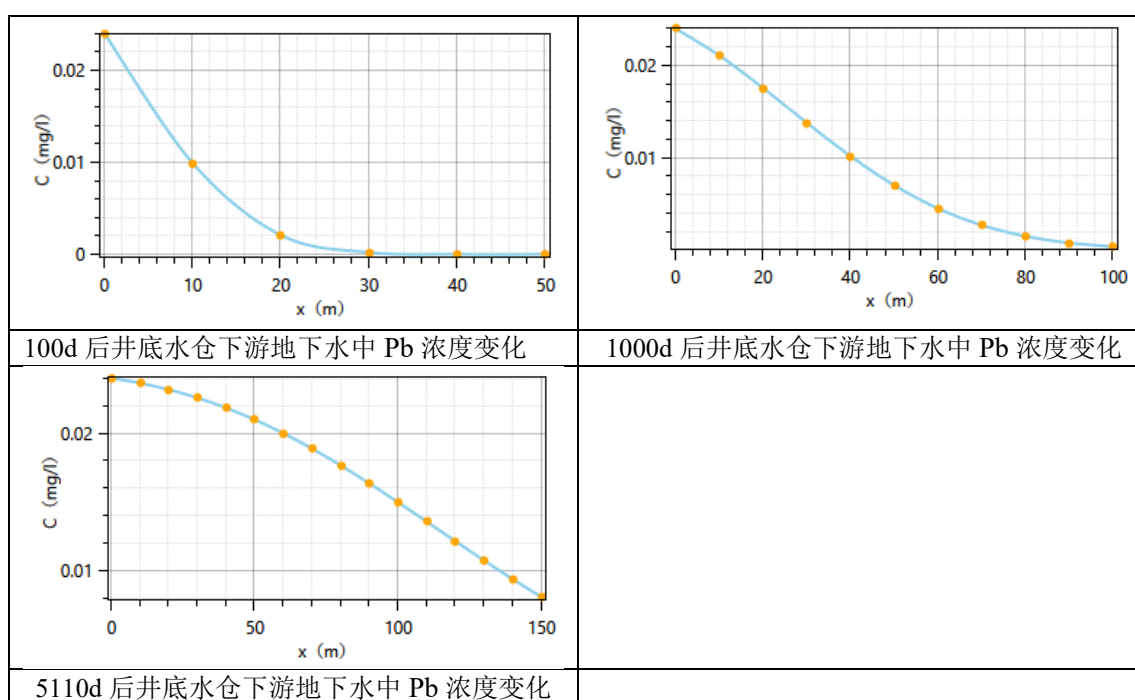 0.02
0.01
0
C（mg/l）
0 10 20 30 40 50
x（m）
100d 后井底水仓下游地下水中 Pb 浓度变化
0.02
0.01
C（mg/l）
0 20 40 60 80 100
x（m）
1000d 后井底水仓下游地下水中 Pb 浓度变化
0.02
0.01
C（mg/l）
0 50 100 150
x（m）
5110d 后井底水仓下游地下水中 Pb 浓度变化